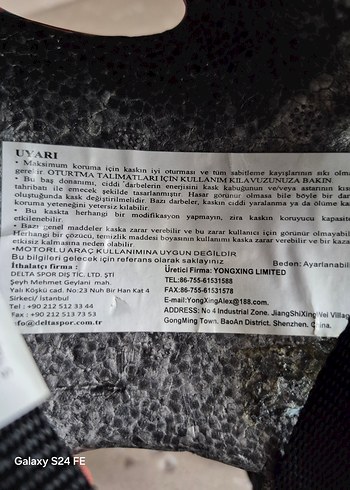 UYARI
• Maksimum koruma için kaskın iyi oturması ve tüm sabitleme kayışlarının sıkı olm
gerelir OTURTMA TALIMATLARI İÇİN KULLANIM KILAVUZUNUZA BAKIN
• Bu baş donanımı, ciddi darbelerin enerjisini kask kabuğunun ve/veya astarının kıs
tahribatı ile emecek şekilde tasarlanmıştır. Hasar görünür olmasa bile böyle bir dar
oluştuğunda kask değiştirilmelidir. Bazı darbeler, kaskın ciddi yaralanma ya da ölüme ka
koruma yeteneğini yersiz kılabilir.
• Bu kaskta herhangi bir modifikasyon yapmayın, zira kaskın koruyucu kapasite
etkilenebilir.
• Bazı genel maddeler kaska zarar verebilir ve bu zarar kullanıcı için görünür olmayabil
Herhangi bir çözücü, temizlik maddesi boyasının kullanımı kaska zarar verebilir ve bir kaza
etkisiz kalmasına neden olabilir.
•MOTORLU ARAÇ KULLANIMINA UYGUN DEĞİLDİR
Bu bilgileri gelecek için referans olarak saklayınız.
Beden: Ayarlanabili
İthalatçı firma :
DELTA SPOR DIŞ TİC. LTD. ŞTİ
Şeyh Mehmet Geylani mah.
Yalı Köşkü cad. No:23 Nuh Bir Han Kat 4
Sirkeci/ İstanbul
Tel : +90 212 512 33 44
Fax : +90 212 513 73 53
nfo@deltaspor.com.tr
Üretici Firma: YONGXING LIMITED
TEL:86-755-61531588
FAX:86-755-61531578
E-mail:YongXingAlex@188.com,
ADDRESS: No 4 Industrial Zone, JiangShiXingWei Village
GongMing Town, BaoAn District, Shenzhen, China.
Galaxy S24 FE